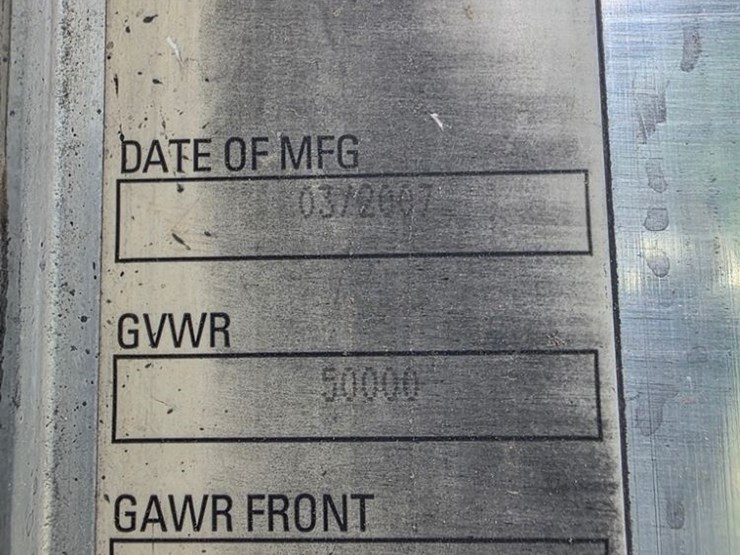 DATE OF MFG
03/2007
GVWR
50000
GAWR FRONT